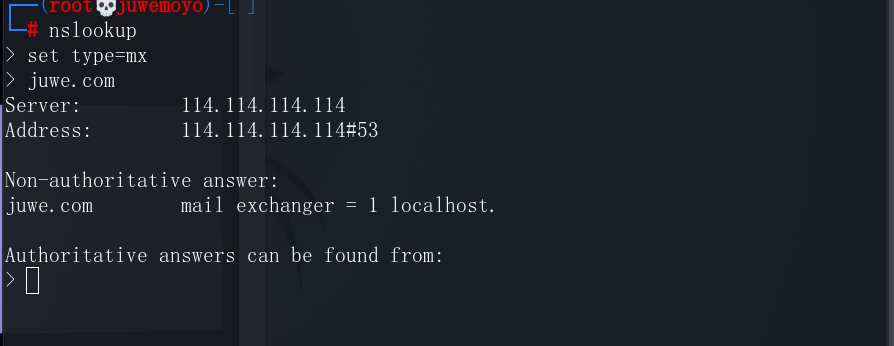 ┌──(root💀juwemoyo)-[ ]
└─# nslookup
> set type=mx
> juwe.com
Server:         114.114.114.114
Address:        114.114.114.114#53
Non-authoritative answer:
juwe.com        mail exchanger = 1 localhost.
Authoritative answers can be found from:
>